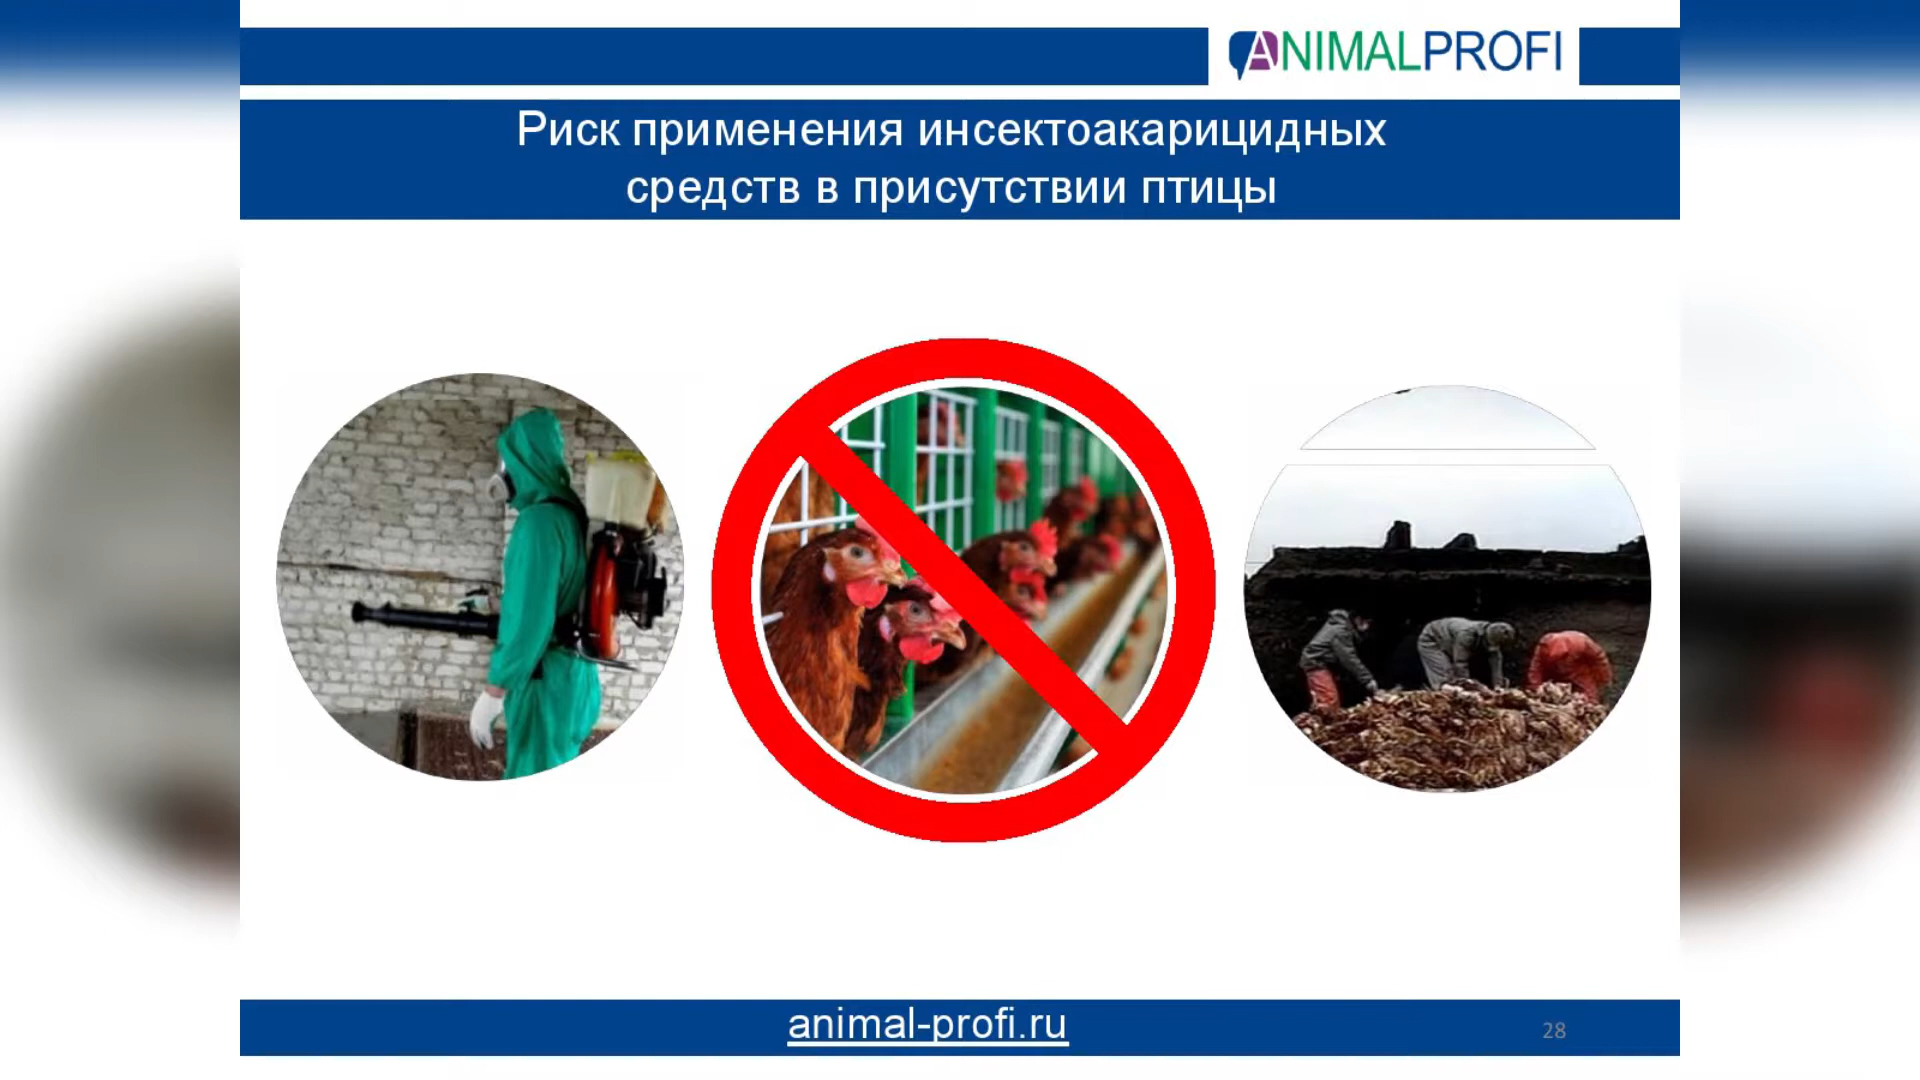 ANIMALPROFI
Риск применения инсектоакарицидных
средств в присутствии птицы
animal-profi.ru
28